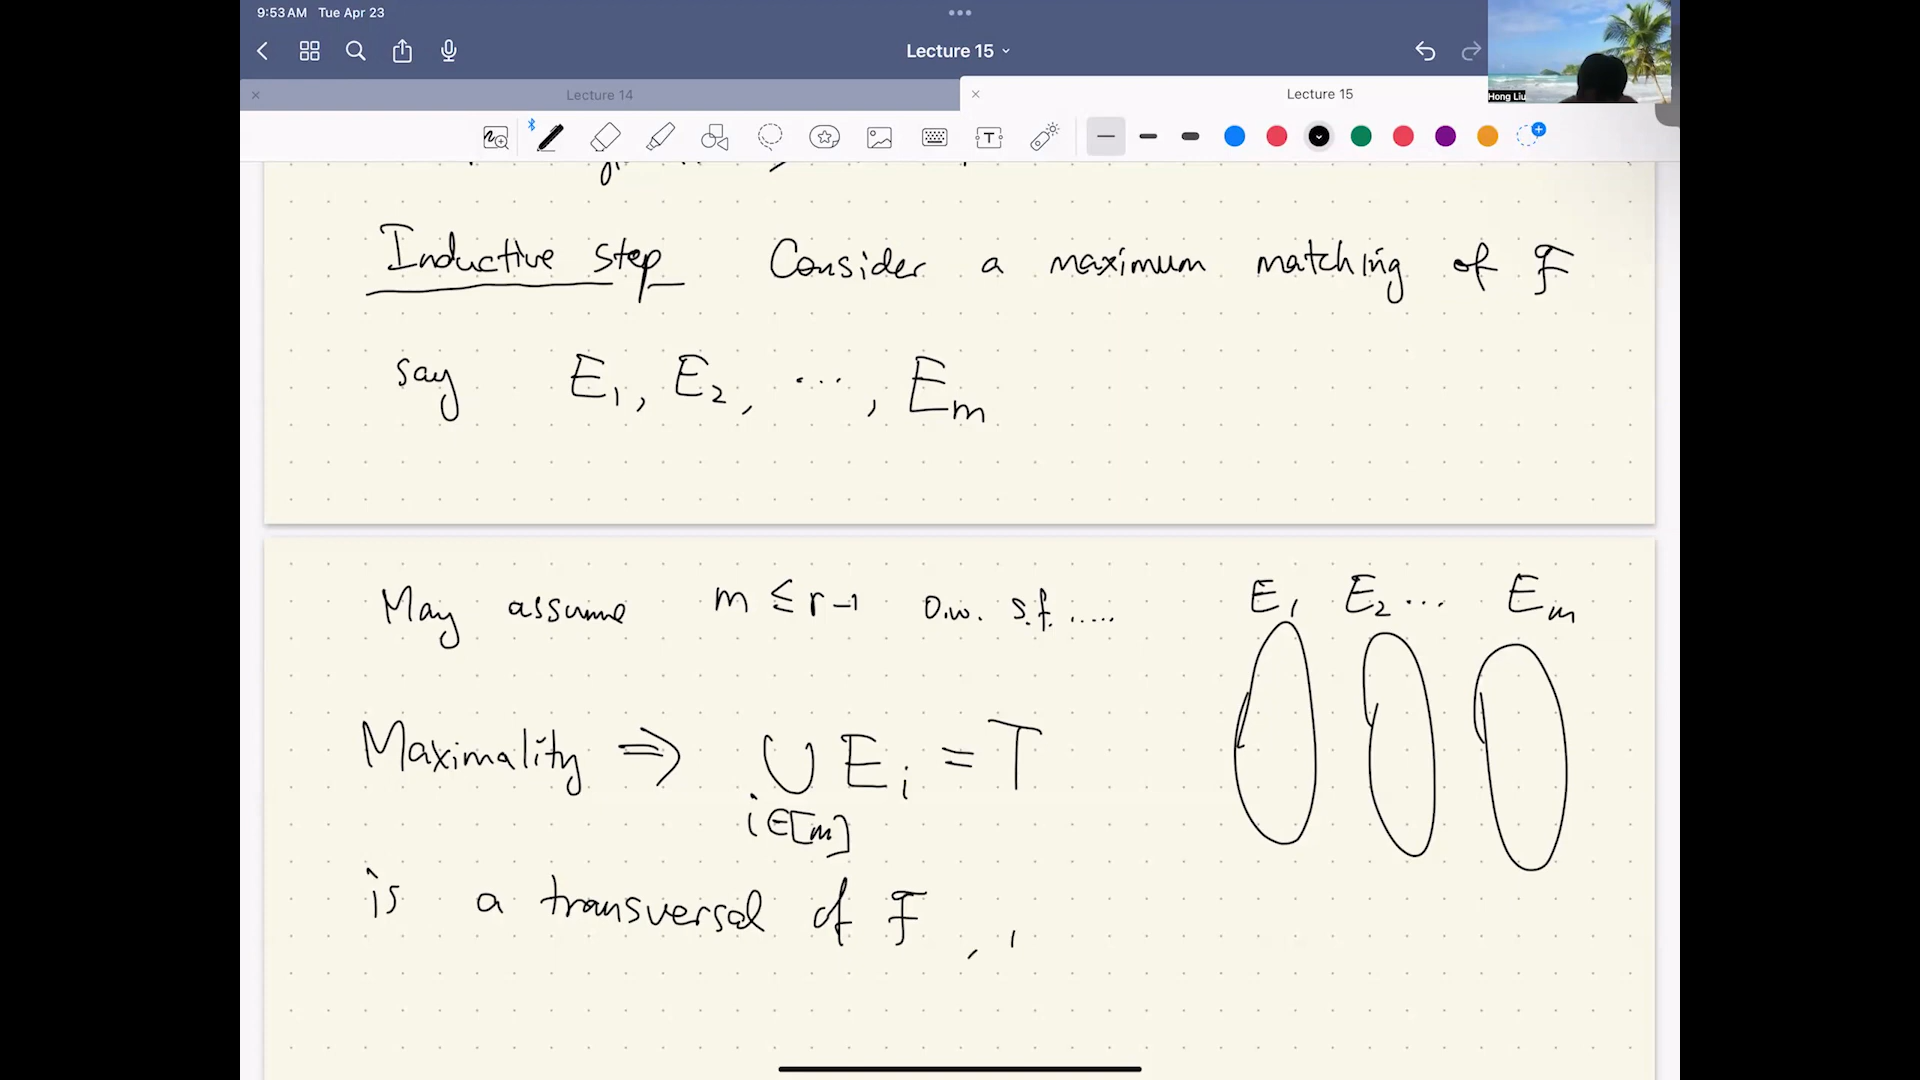 9:53 AM Tue Apr 23
Lecture 15
Lecture 14
Lecture 15
Hong Liu
Inductive step Consider a maximum matching of F
say E₁, E₂, ..., Eₘ
May assume m ≤ r-1 o.w. s.f. .....
E₁ E₂ ... Eₘ
Maximality ⇒ ∪ Eᵢ = T
i∈[m]
is a transversal of F,